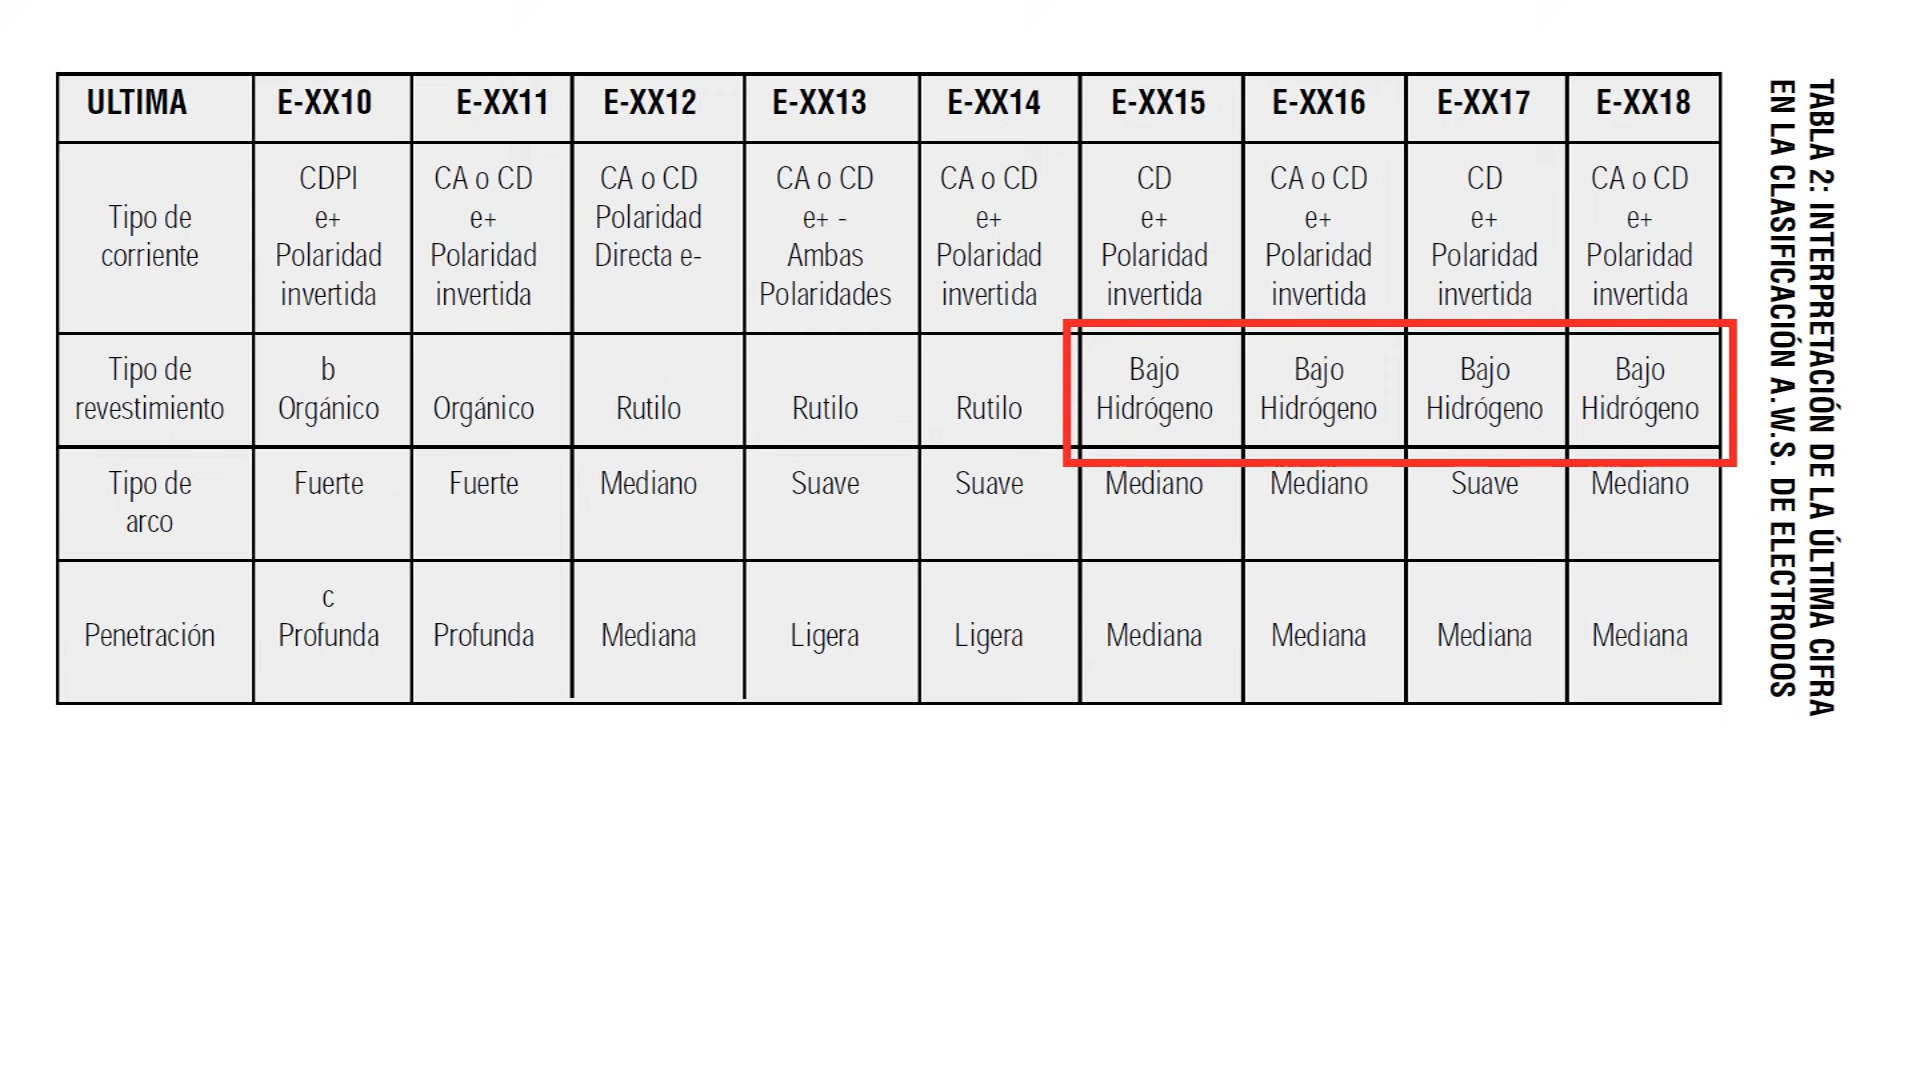 ULTIMA E-XX10 E-XX11 E-XX12 E-XX13 E-XX14 E-XX15 E-XX16 E-XX17 E-XX18
CDPI CA o CD CA o CD CA o CD CA o CD CD CA o CD CD CA o CD
Tipo de e+ e+ Polaridad e+ - e+ e+ e+ e+ e+
corriente Polaridad Polaridad Directa e- Ambas Polaridad Polaridad Polaridad Polaridad Polaridad
invertida invertida Polaridades invertida invertida invertida invertida invertida
Tipo de b Bajo Bajo Bajo Bajo
revestimiento Orgánico Orgánico Rutilo Rutilo Rutilo Hidrógeno Hidrógeno Hidrógeno Hidrógeno
Tipo de Fuerte Fuerte Mediano Suave Suave Mediano Mediano Suave Mediano
arco
c
Penetración Profunda Profunda Mediana Ligera Ligera Mediana Mediana Mediana Mediana
TABLA 2: INTERPRETACIÓN DE LA ÚLTIMA CIFRA
EN LA CLASIFICACIÓN A.W.S. DE ELECTRODOS